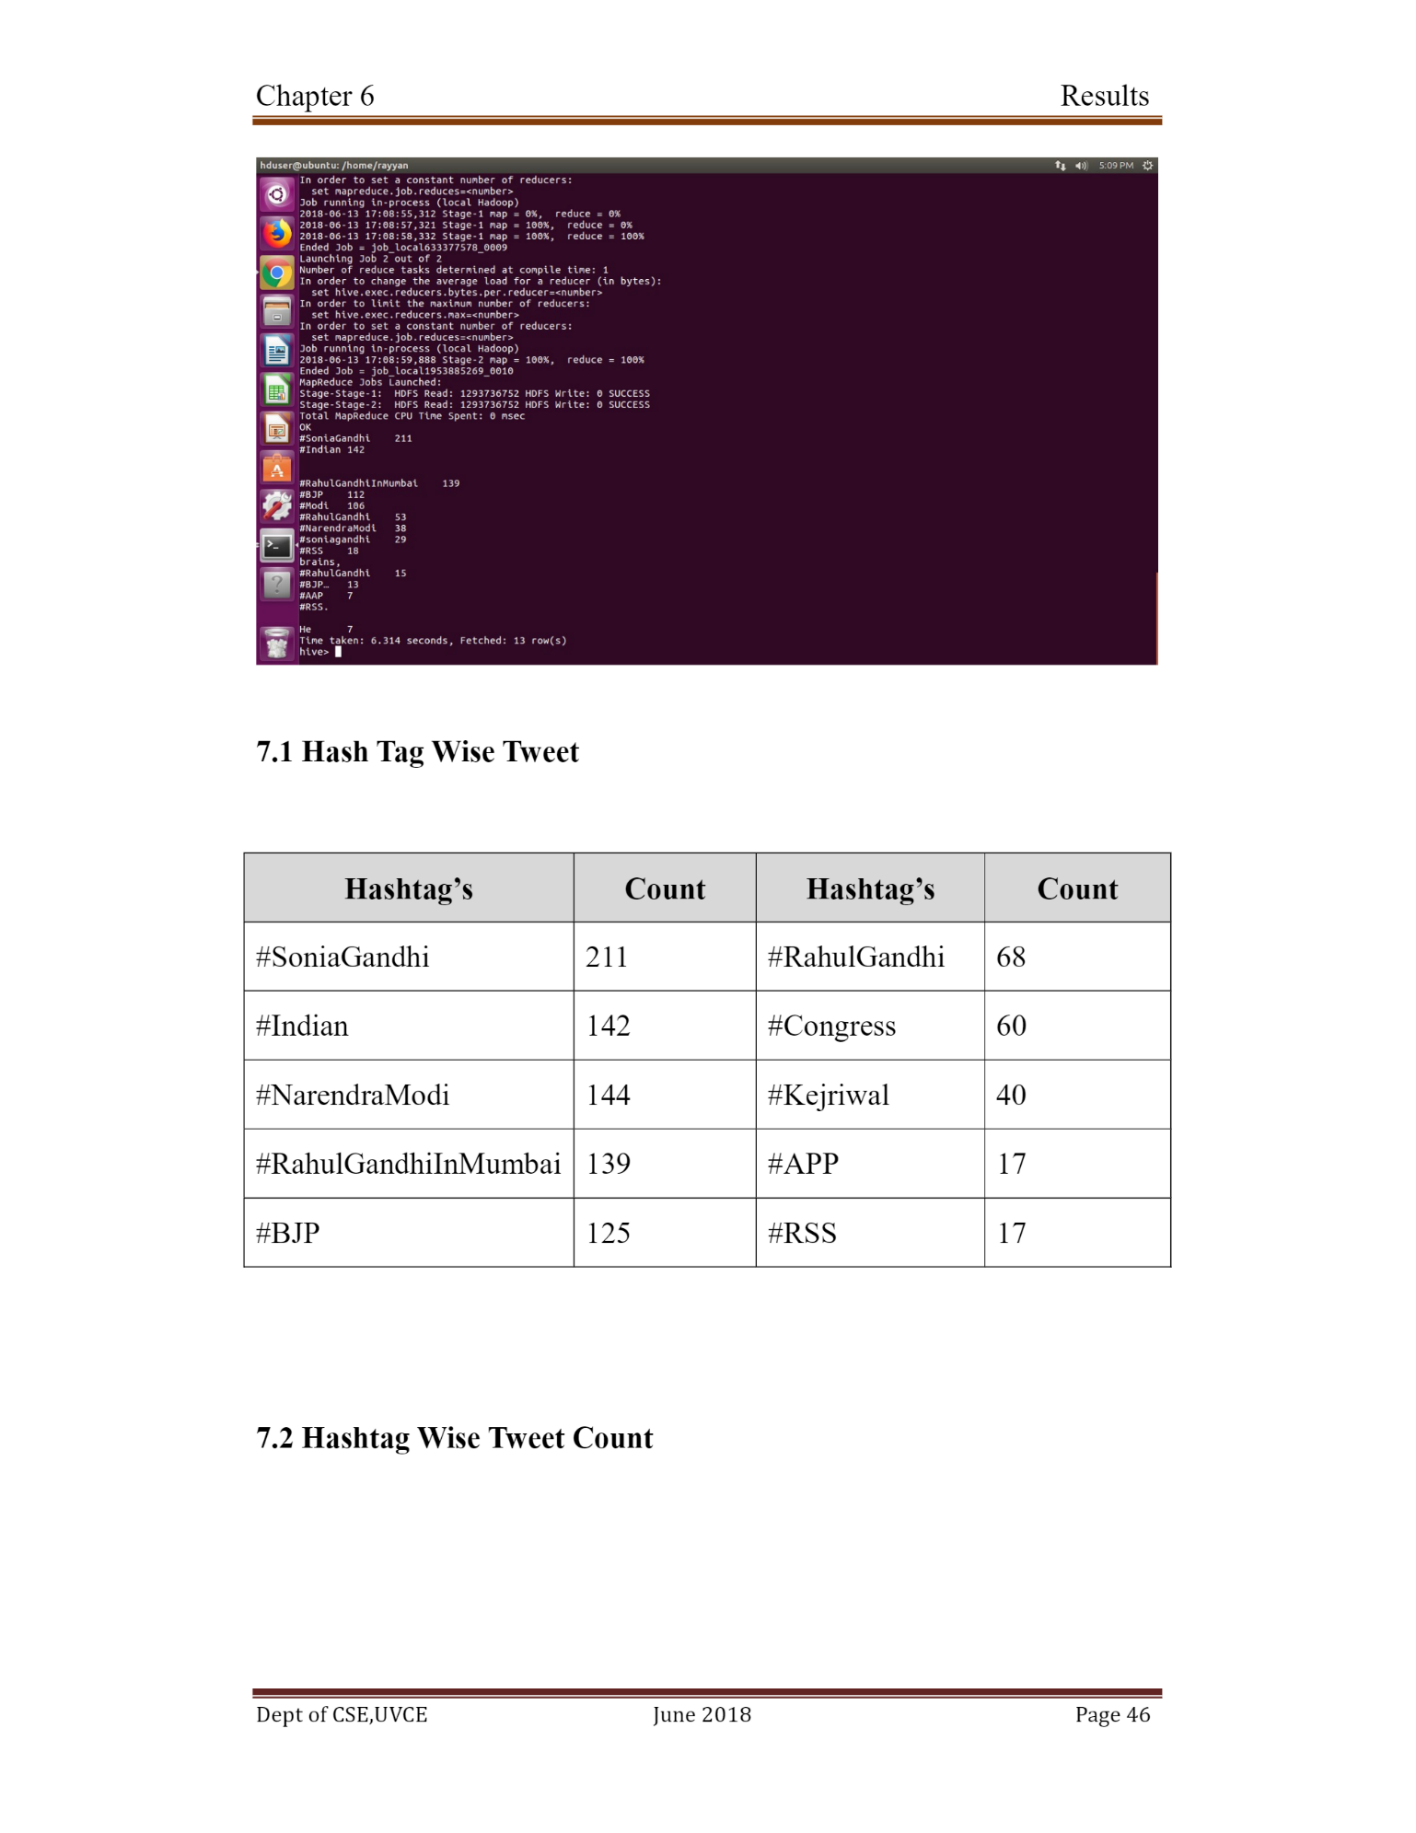 Chapter 6 Results
hduser@ubuntu: /home/rayyan 5:09 PM
In order to set a constant number of reducers:
set mapreduce.job.reduces=<number>
Job running in-process (local Hadoop)
2018-06-13 17:08:55,312 Stage-1 map = 0%, reduce = 0%
2018-06-13 17:08:57,321 Stage-1 map = 100%, reduce = 0%
2018-06-13 17:08:58,332 Stage-1 map = 100%, reduce = 100%
Ended Job = job_local633377578_0009
Launching Job 2 out of 2
Number of reduce tasks determined at compile time: 1
In order to change the average load for a reducer (in bytes):
set hive.exec.reducers.bytes.per.reducer=<number>
In order to limit the maximum number of reducers:
set hive.exec.reducers.max=<number>
In order to set a constant number of reducers:
set mapreduce.job.reduces=<number>
Job running in-process (local Hadoop)
2018-06-13 17:08:59,888 Stage-2 map = 100%, reduce = 100%
Ended Job = job_local1953885269_0010
MapReduce Jobs Launched:
Stage-Stage-1: HDFS Read: 1293736752 HDFS Write: 0 SUCCESS
Stage-Stage-2: HDFS Read: 1293736752 HDFS Write: 0 SUCCESS
Total MapReduce CPU Time Spent: 0 msec
OK
#SoniaGandhi 211
#Indian 142
#RahulGandhiInMumbai 139
#BJP 112
#Modi 106
#RahulGandhi 53
#NarendraModi 38
#soniagandhi 29
#RSS 18
brains,
#RahulGandhi 15
#BJP… 13
#AAP 7
#RSS.
He 7
Time taken: 6.314 seconds, Fetched: 13 row(s)
hive>
7.1 Hash Tag Wise Tweet
Hashtag’s Count Hashtag’s Count
#SoniaGandhi 211 #RahulGandhi 68
#Indian 142 #Congress 60
#NarendraModi 144 #Kejriwal 40
#RahulGandhiInMumbai 139 #APP 17
#BJP 125 #RSS 17
7.2 Hashtag Wise Tweet Count
Dept of CSE,UVCE June 2018 Page 46